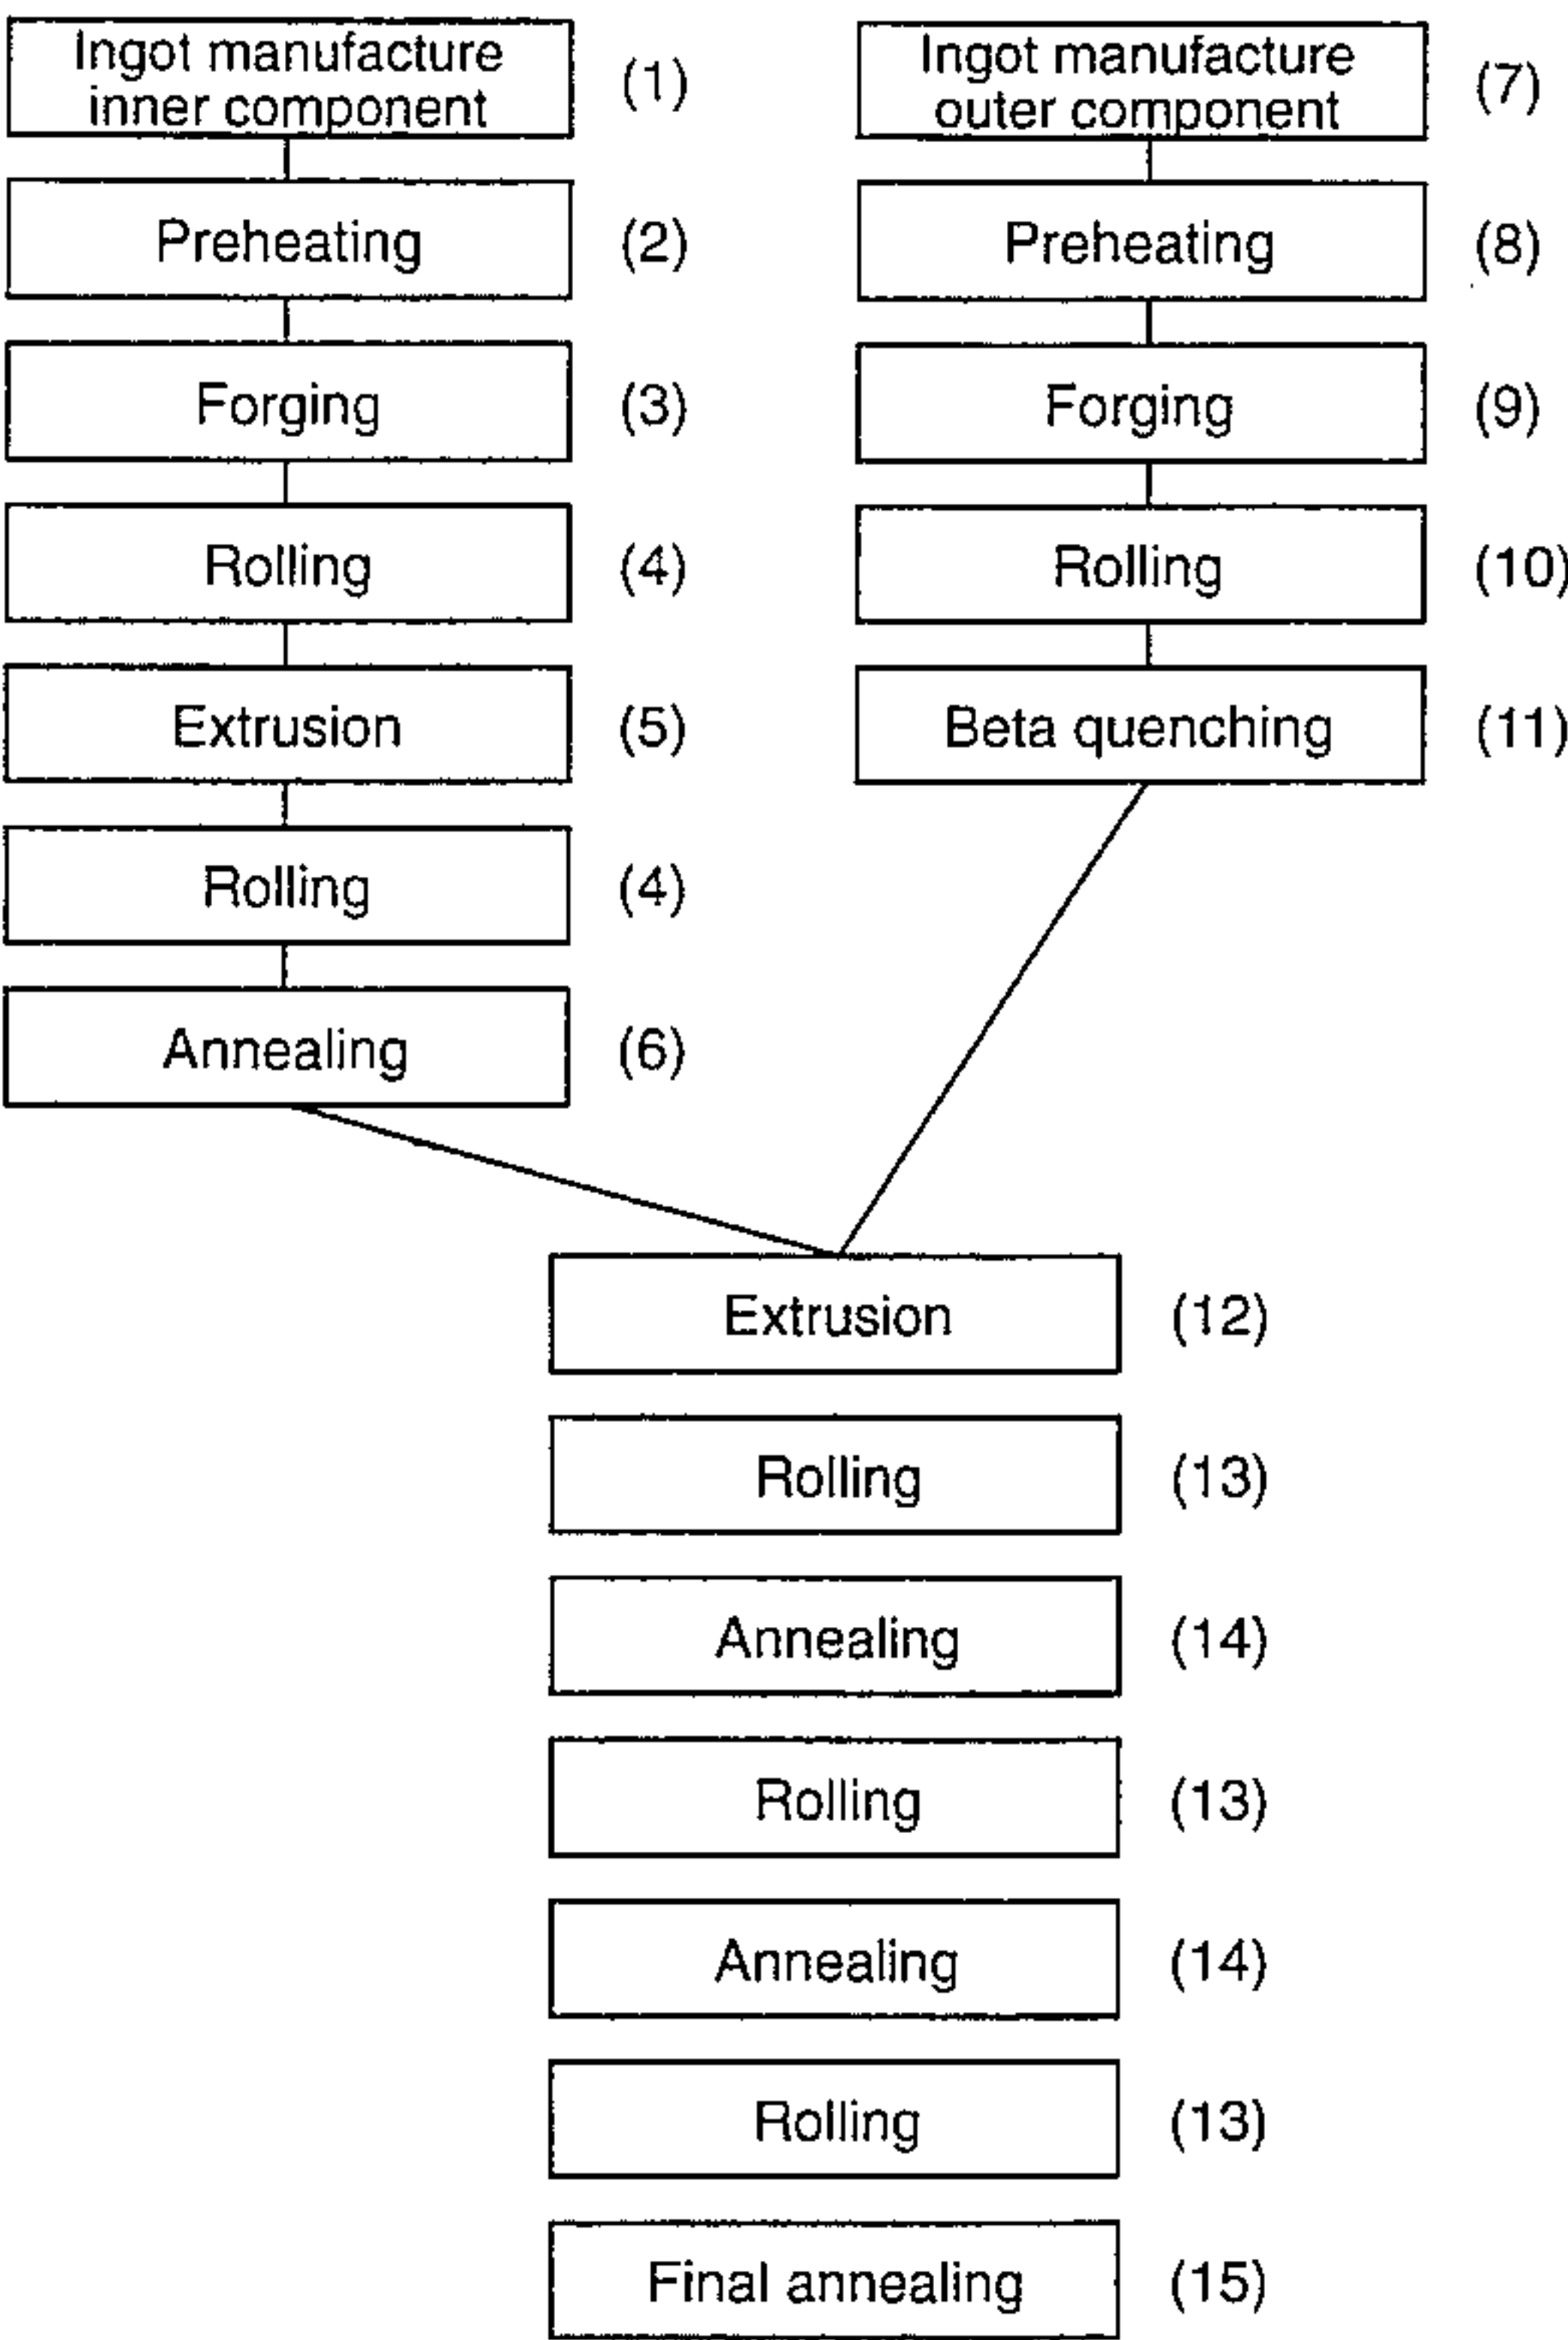 Ingot manufacture
inner component
(1)
Preheating
(2)
Forging
(3)
Rolling
(4)
Extrusion
(5)
Rolling
(4)
Annealing
(6)
Ingot manufacture
outer component
(7)
Preheating
(8)
Forging
(9)
Rolling
(10)
Beta quenching
(11)
Extrusion
(12)
Rolling
(13)
Annealing
(14)
Rolling
(13)
Annealing
(14)
Rolling
(13)
Final annealing
(15)